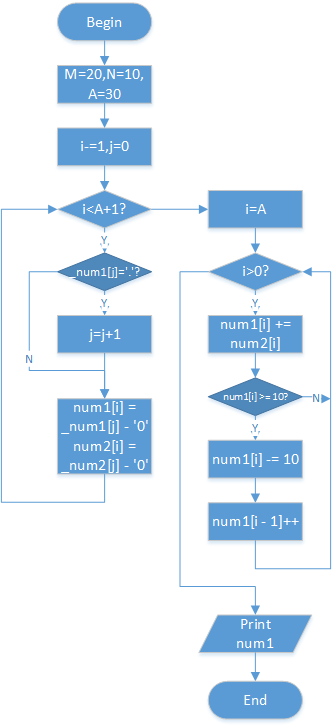 Begin
M=20,N=10,
A=30
i-=1,j=0
i<A+1?
Y
_num1[j]='.'?
Y
j=j+1
N
num1[i] =
_num1[j] - '0'
num2[i] =
_num2[j] - '0'
i=A
i>0?
Y
num1[i] +=
num2[i]
num1[i] >= 10?
N
Y
num1[i] -= 10
num1[i - 1]++
Print
num1
End